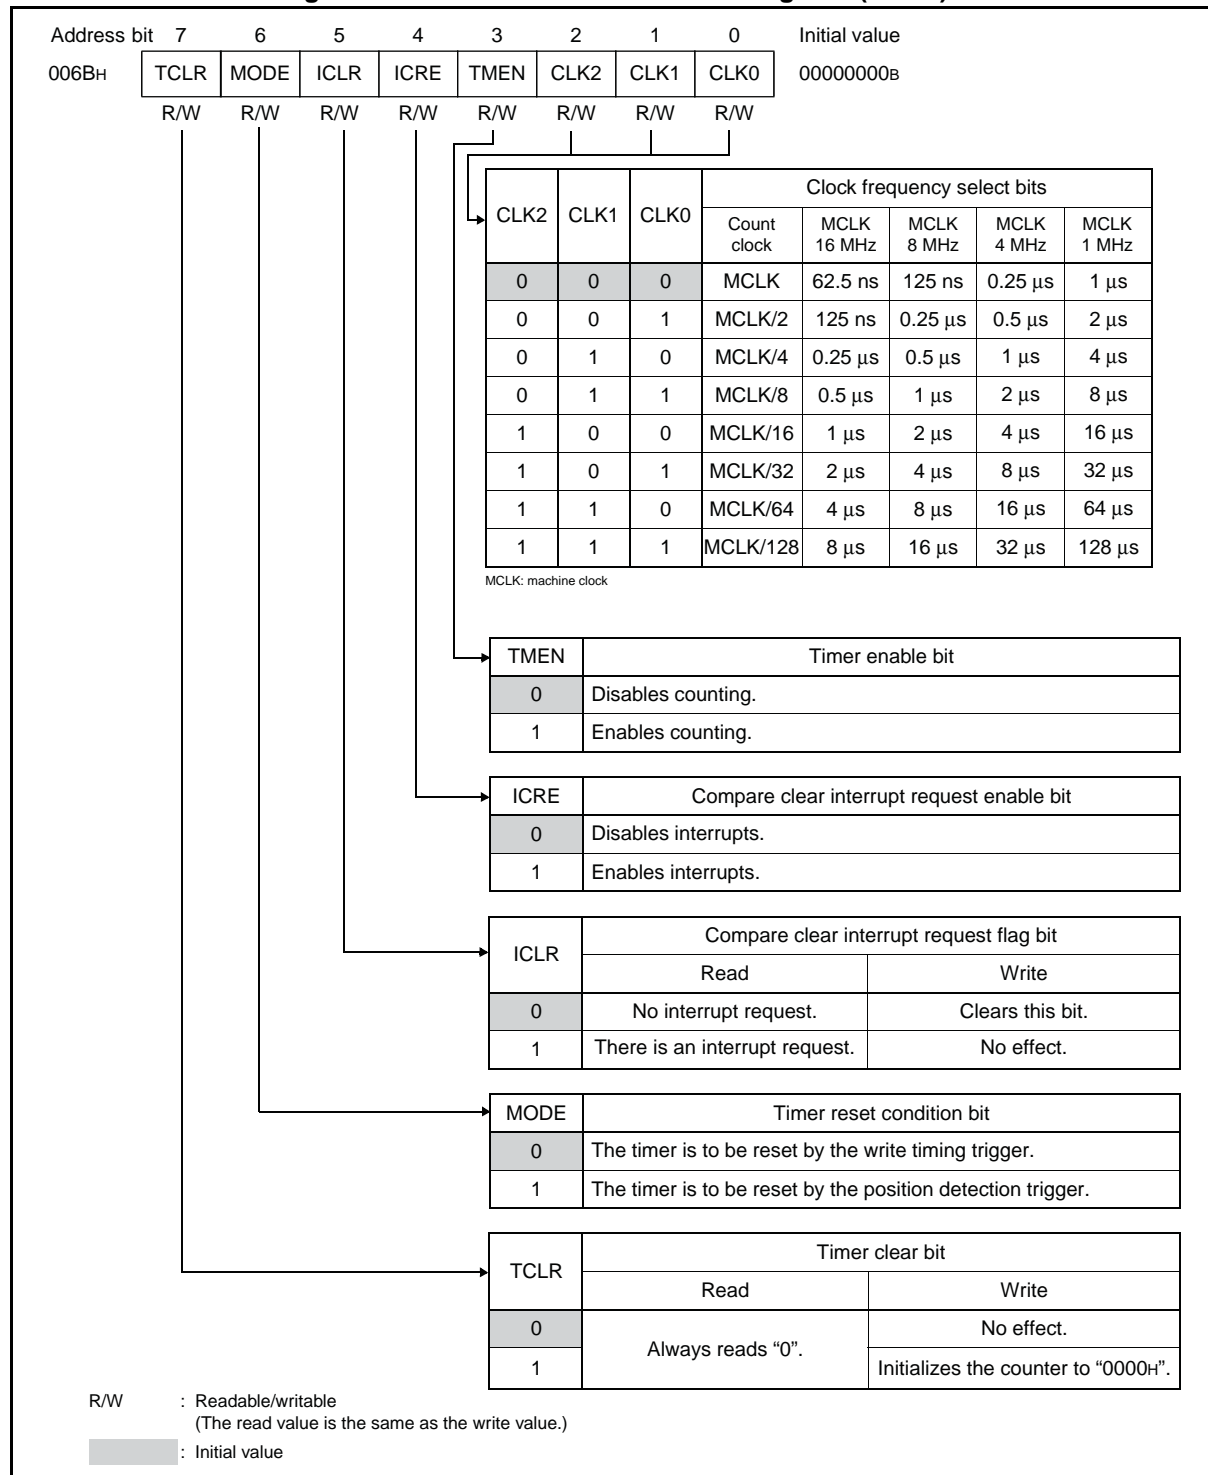 Address bit 7 6 5 4 3 2 1 0 Initial value
006BH TCLR MODE ICLR ICRE TMEN CLK2 CLK1 CLK0 00000000B
R/W R/W R/W R/W R/W R/W R/W R/W
CLK2 CLK1 CLK0 Clock frequency select bits
Count clock MCLK 16 MHz MCLK 8 MHz MCLK 4 MHz MCLK 1 MHz
0 0 0 MCLK 62.5 ns 125 ns 0.25 μs 1 μs
0 0 1 MCLK/2 125 ns 0.25 μs 0.5 μs 2 μs
0 1 0 MCLK/4 0.25 μs 0.5 μs 1 μs 4 μs
0 1 1 MCLK/8 0.5 μs 1 μs 2 μs 8 μs
1 0 0 MCLK/16 1 μs 2 μs 4 μs 16 μs
1 0 1 MCLK/32 2 μs 4 μs 8 μs 32 μs
1 1 0 MCLK/64 4 μs 8 μs 16 μs 64 μs
1 1 1 MCLK/128 8 μs 16 μs 32 μs 128 μs
MCLK: machine clock
TMEN Timer enable bit
0 Disables counting.
1 Enables counting.
ICRE Compare clear interrupt request enable bit
0 Disables interrupts.
1 Enables interrupts.
ICLR Compare clear interrupt request flag bit
Read Write
0 No interrupt request. Clears this bit.
1 There is an interrupt request. No effect.
MODE Timer reset condition bit
0 The timer is to be reset by the write timing trigger.
1 The timer is to be reset by the position detection trigger.
TCLR Timer clear bit
Read Write
0 Always reads “0”. No effect.
1 Initializes the counter to “0000H”.
R/W : Readable/writable
(The read value is the same as the write value.)
: Initial value